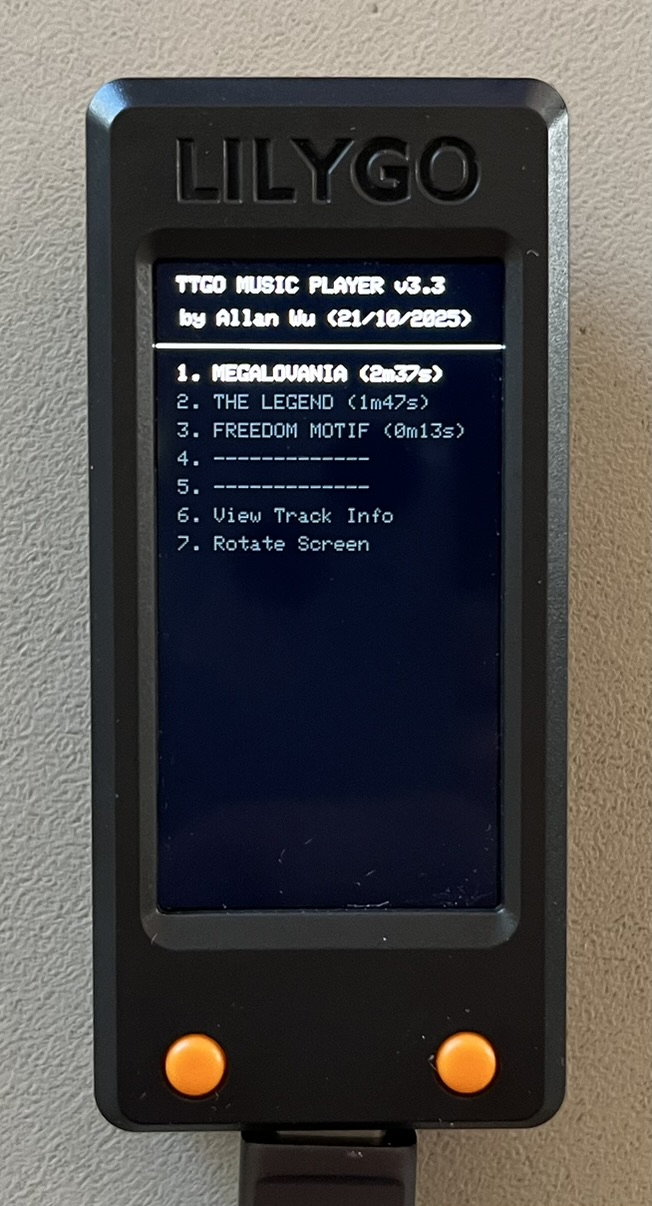 LILYGO
TTGO MUSIC PLAYER v3.3
by Allan Wu (21/10/2025)
1. MEGALOVANIA (2m37s)
2. THE LEGEND (1m47s)
3. FREEDOM MOTIF (0m13s)
4. -------------
5. -------------
6. View Track Info
7. Rotate Screen